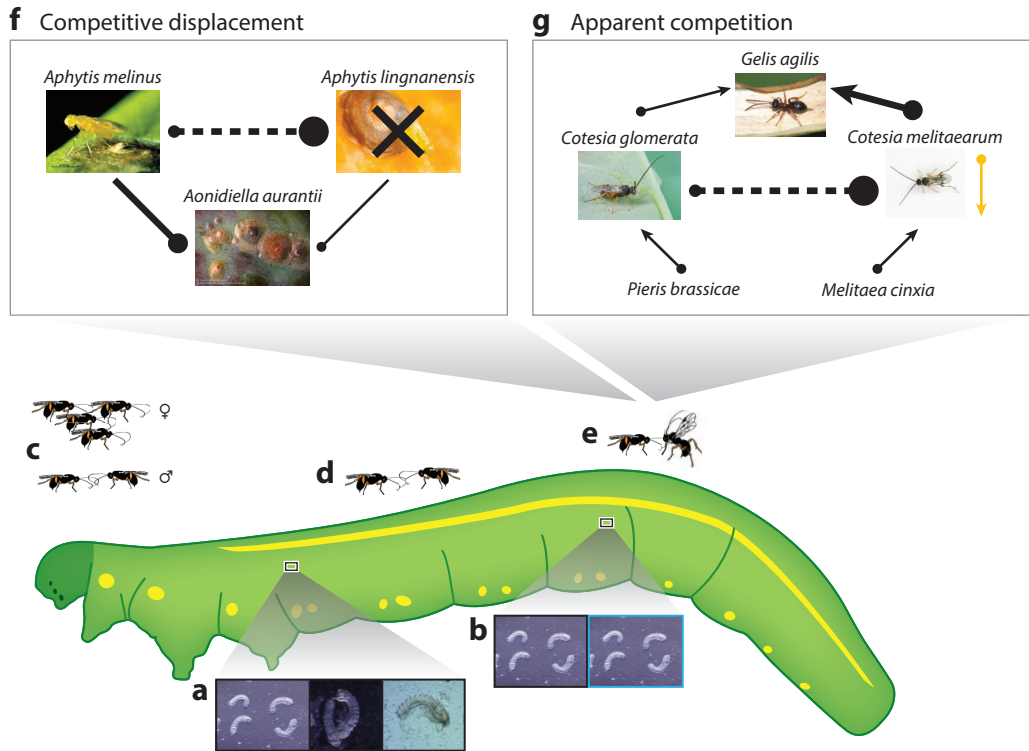 f Competitive displacement
Aphytis melinus
Aphytis lingnanensis
Aonidiella aurantii
g Apparent competition
Gelis agilis
Cotesia glomerata
Cotesia melitaearum
Pieris brassicae
Melitaea cinxia
♀
c
♂
d
e
b
a